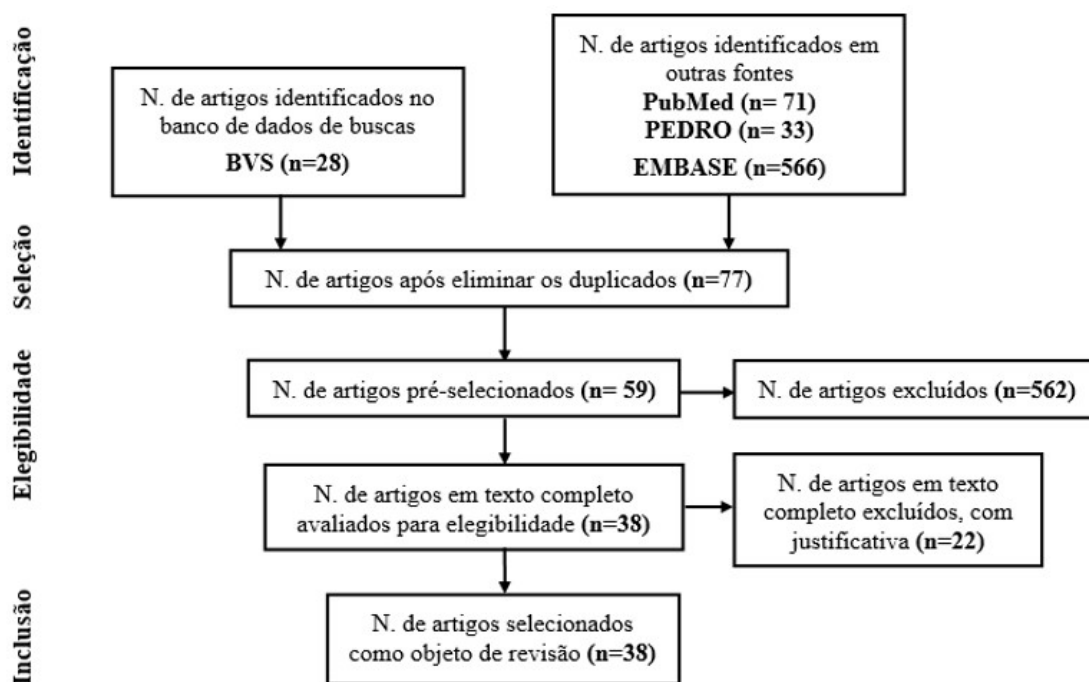 Identificação
N. de artigos identificados no
banco de dados de buscas
BVS (n=28)
N. de artigos identificados em
outras fontes
PubMed (n= 71)
PEDRO (n= 33)
EMBASE (n=566)
Seleção
N. de artigos após eliminar os duplicados (n=77)
Elegibilidade
N. de artigos pré-selecionados (n= 59)
N. de artigos excluídos (n=562)
N. de artigos em texto completo
avaliados para elegibilidade (n=38)
N. de artigos em texto
completo excluídos, com
justificativa (n=22)
Inclusão
N. de artigos selecionados
como objeto de revisão (n=38)